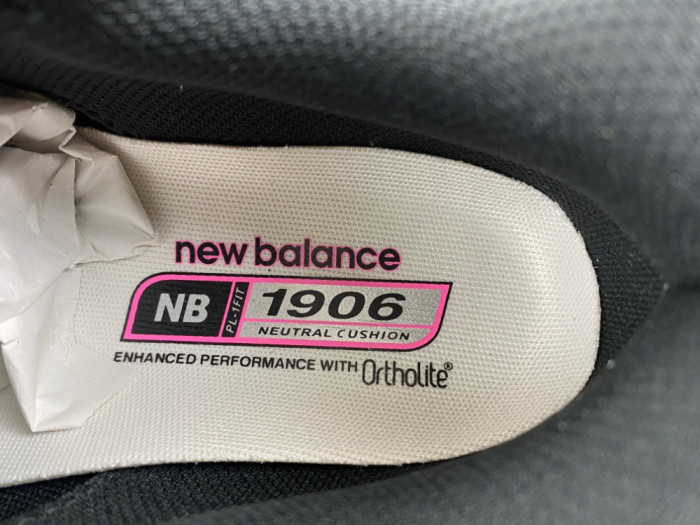 new balance
NB PL-1FIT 1906
NEUTRAL CUSHION
ENHANCED PERFORMANCE WITH OrthoLite®